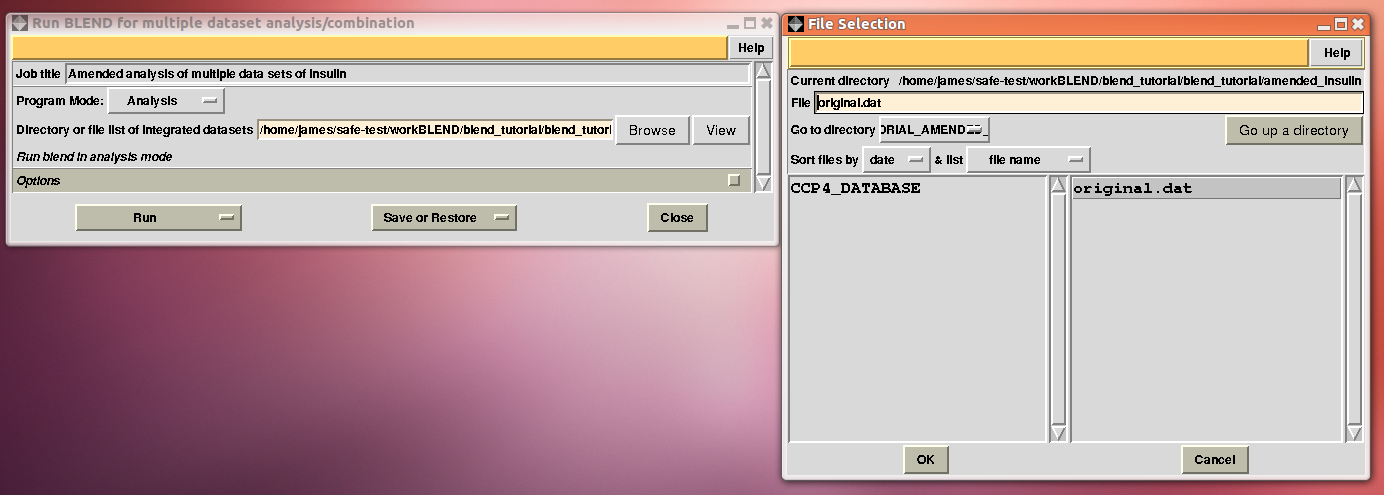 Run BLEND for multiple dataset analysis/combination
Help
Job title Amended analysis of multiple data sets of insulin
Program Mode: Analysis
Directory or file list of integrated datasets /home/james/safe-test/workBLEND/blend_tutorial/blend_tutori Browse View
Run blend in analysis mode
Options
Run Save or Restore Close
File Selection
Help
Current directory /home/james/safe-test/workBLEND/blend_tutorial/blend_tutorial/amended_insulin
File original.dat
Go to directory ORIAL_AMENDED_ Go up a directory
Sort files by date & list file name
CCP4_DATABASE original.dat
OK Cancel